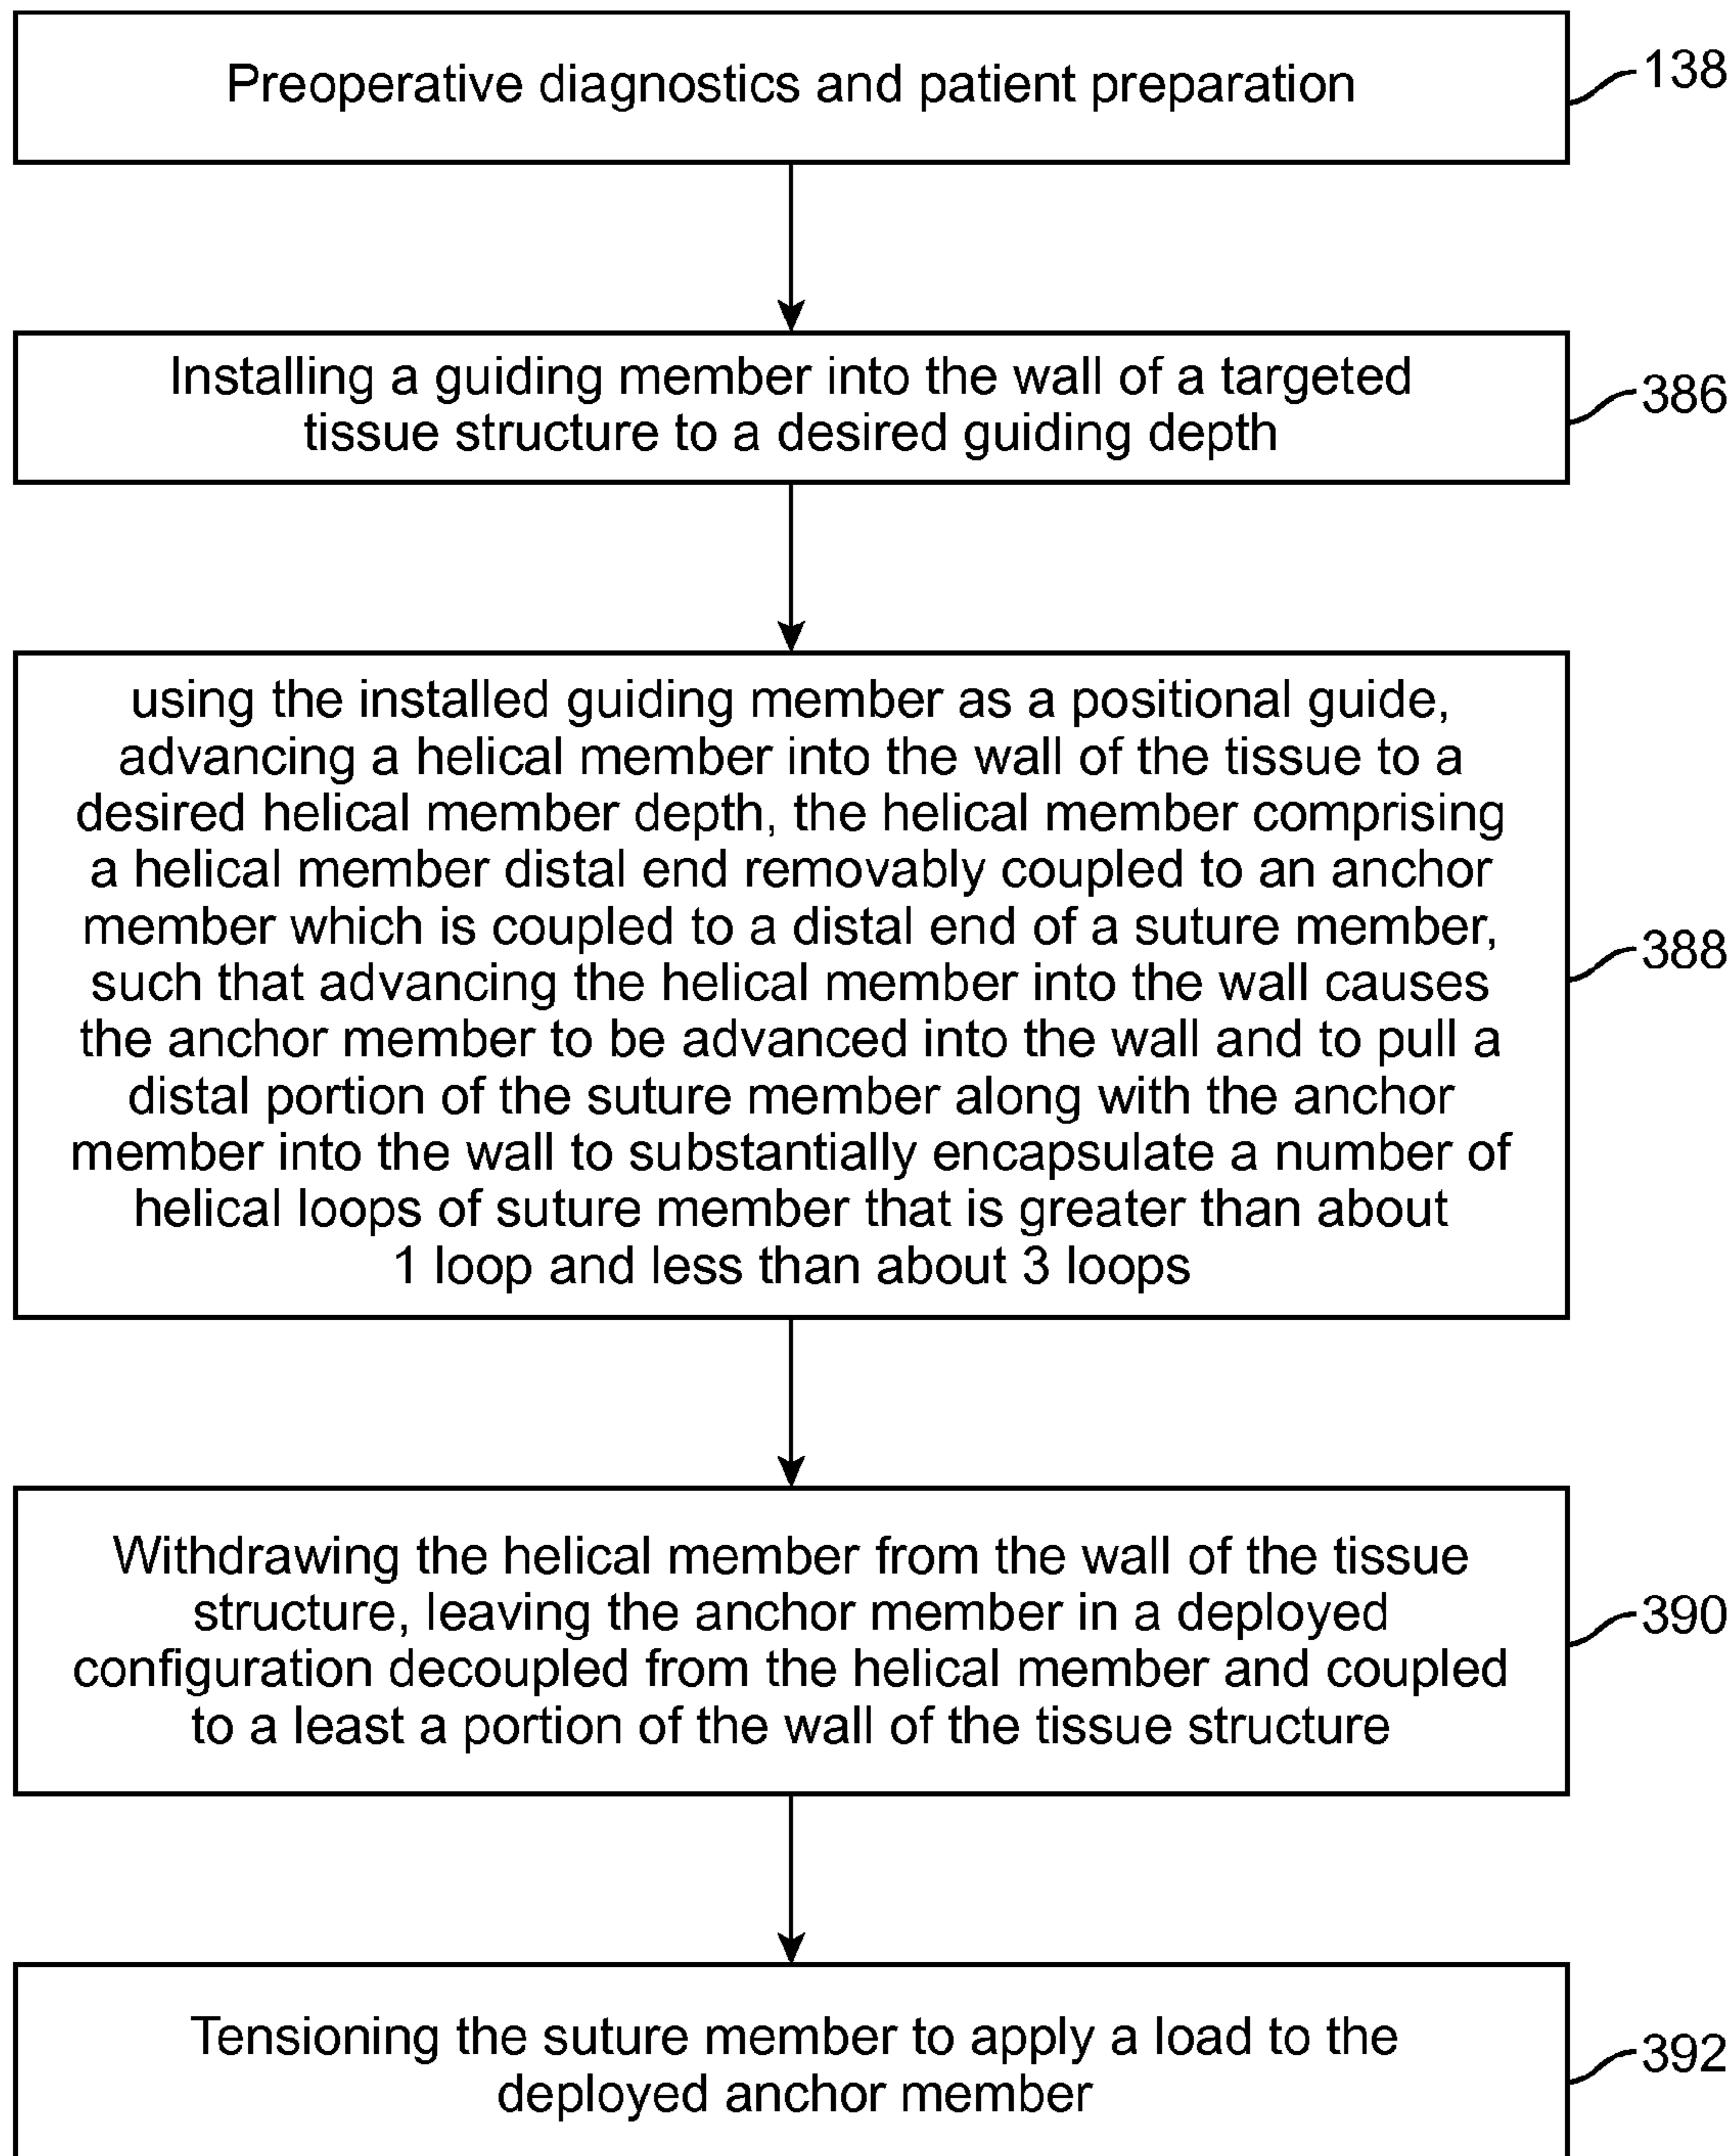 Preoperative diagnostics and patient preparation
138
Installing a guiding member into the wall of a targeted
tissue structure to a desired guiding depth
386
using the installed guiding member as a positional guide,
advancing a helical member into the wall of the tissue to a
desired helical member depth, the helical member comprising
a helical member distal end removably coupled to an anchor
member which is coupled to a distal end of a suture member,
such that advancing the helical member into the wall causes
the anchor member to be advanced into the wall and to pull a
distal portion of the suture member along with the anchor
member into the wall to substantially encapsulate a number of
helical loops of suture member that is greater than about
1 loop and less than about 3 loops
388
Withdrawing the helical member from the wall of the tissue
structure, leaving the anchor member in a deployed
configuration decoupled from the helical member and coupled
to a least a portion of the wall of the tissue structure
390
Tensioning the suture member to apply a load to the
deployed anchor member
392